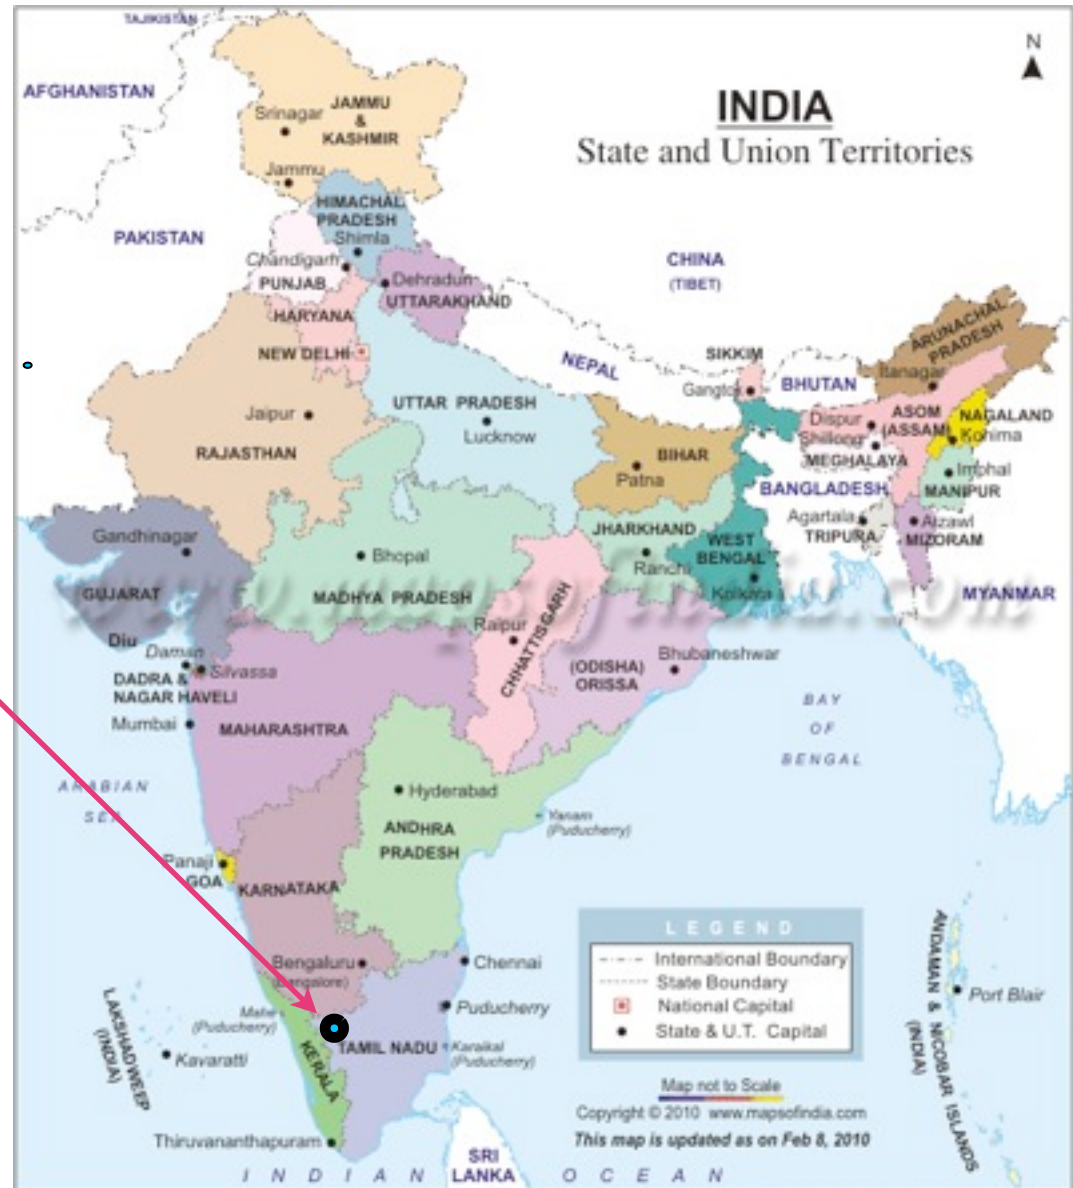 TAJIKISTAN
AFGHANISTAN
N
INDIA
State and Union Territories
Srinagar
JAMMU
&
KASHMIR
Jammu
HIMACHAL
PRADESH
Shimla
PAKISTAN
Chandigarh
PUNJAB
Dehradun
UTTARAKHAND
CHINA
(TIBET)
HARYANA
NEW DELHI
NEPAL
SIKKIM
Gangtok
BHUTAN
ARUNACHAL
PRADESH
Itanagar
Jaipur
RAJASTHAN
UTTAR PRADESH
Lucknow
BIHAR
Patna
Dispur
Shillong
MEGHALAYA
ASOM
(ASSAM)
NAGALAND
Kohima
Imphal
MANIPUR
BANGLADESH
Agartala
TRIPURA
Aizawl
MIZORAM
MYANMAR
Gandhinagar
GUJARAT
Bhopal
MADHYA PRADESH
JHARKHAND
Ranchi
WEST
BENGAL
Kolkata
www.mapsofindia.com
Diu
Daman
Silvassa
DADRA &
NAGAR HAVELI
Mumbai
MAHARASHTRA
Raipur
CHHATTISGARH
(ODISHA)
ORISSA
Bhubaneshwar
BAY
OF
BENGAL
ARABIAN
SEA
Hyderabad
ANDHRA
PRADESH
Yanam
(Puducherry)
Panaji
GOA
KARNATAKA
Bengaluru
(Bangalore)
Chennai
Mahe
(Puducherry)
Puducherry
KERALA
TAMIL NADU
Karaikal
(Puducherry)
LAKSHADWEEP
(INDIA)
Kavaratti
Thiruvananthapuram
SRI
LANKA
INDIAN OCEAN
LEGEND
International Boundary
State Boundary
National Capital
State & U.T. Capital
Map not to Scale
Copyright © 2010 www.mapsofindia.com
This map is updated as on Feb 8, 2010
ANDAMAN & NICOBAR ISLANDS
(INDIA)
Port Blair